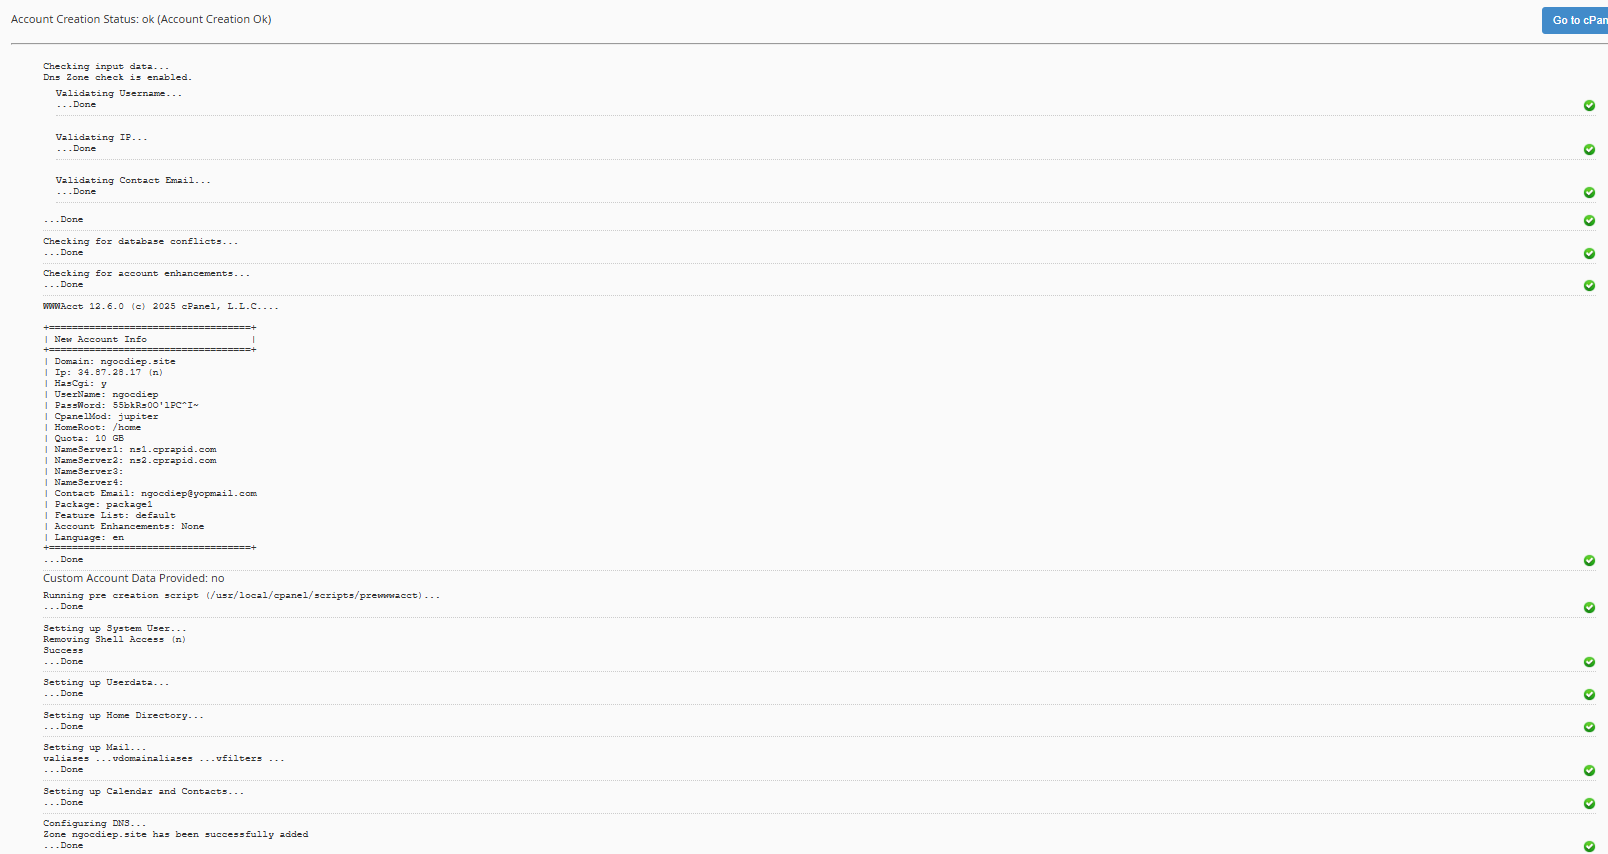 Account Creation Status: ok (Account Creation Ok)
Go to cPan
Checking input data...
Dns Zone check is enabled.
Validating Username...
...Done
Validating IP...
...Done
Validating Contact Email...
...Done
...Done
Checking for database conflicts...
...Done
Checking for account enhancements...
...Done
WWWAcct 12.6.0 (c) 2025 cPanel, L.L.C....
+===================================+
| New Account Info                  |
+===================================+
| Domain: ngocdiep.site
| Ip: 34.87.28.17 (n)
| HasCgi: y
| UserName: ngocdiep
| PassWord: 55bkRs0O'lPC^I~
| CpanelMod: jupiter
| HomeRoot: /home
| Quota: 10 GB
| NameServer1: ns1.cprapid.com
| NameServer2: ns2.cprapid.com
| NameServer3:
| NameServer4:
| Contact Email: ngocdiep@yopmail.com
| Package: package1
| Feature List: default
| Account Enhancements: None
| Language: en
+===================================+
...Done
Custom Account Data Provided: no
Running pre creation script (/usr/local/cpanel/scripts/prewwwacct)...
...Done
Setting up System User...
Removing Shell Access (n)
Success
...Done
Setting up Userdata...
...Done
Setting up Home Directory...
...Done
Setting up Mail...
valiases ...vdomainaliases ...vfilters ...
...Done
Setting up Calendar and Contacts...
...Done
Configuring DNS...
Zone ngocdiep.site has been successfully added
...Done